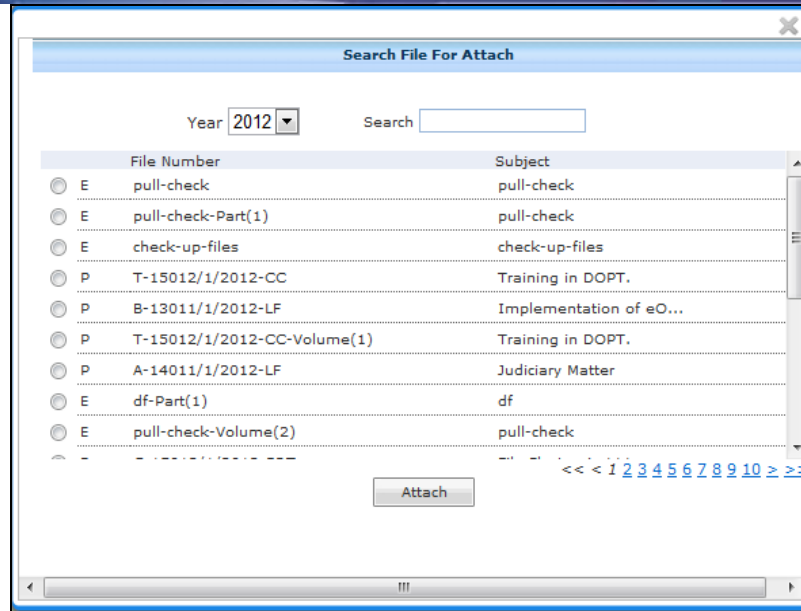 Search File For Attach
Year 2012 Search
File Number Subject
E pull-check pull-check
E pull-check-Part(1) pull-check
E check-up-files check-up-files
P T-15012/1/2012-CC Training in DOPT.
P B-13011/1/2012-LF Implementation of eO...
P T-15012/1/2012-CC-Volume(1) Training in DOPT.
P A-14011/1/2012-LF Judiciary Matter
E df-Part(1) df
E pull-check-Volume(2) pull-check
<< < 1 2 3 4 5 6 7 8 9 10 > >>
Attach